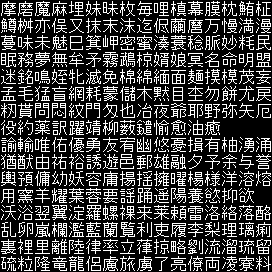 摩磨魔麻埋妹昧枚毎哩槙幕膜枕鮪柾
鱒桝亦俣又抹末沫迄侭繭麿万慢満漫
蔓味未魅巳箕岬密蜜湊蓑稔脈妙粍民
眠務夢無牟矛霧鵡椋婿娘冥名命明盟
迷銘鳴姪牝滅免棉綿緬面麺摸模茂妄
孟毛猛盲網耗蒙儲木黙目杢勿餅尤戻
籾貰問悶紋門匁也冶夜爺耶野弥矢厄
役約薬訳躍靖柳薮鑓愉愈油癒
諭輸唯佑優勇友宥幽悠憂揖有柚湧涌
猶猷由祐裕誘遊邑郵雄融夕予余与誉
輿預傭幼妖容庸揚揺擁曜楊様洋溶熔
用窯羊耀葉蓉要謡踊遥陽養慾抑欲
沃浴翌翼淀羅螺裸来莱頼雷洛絡落酪
乱卵嵐欄濫藍蘭覧利吏履李梨理璃痢
裏裡里離陸律率立葎掠略劉流溜琉留
硫粒隆竜龍侶慮旅虜了亮僚両凌寮料